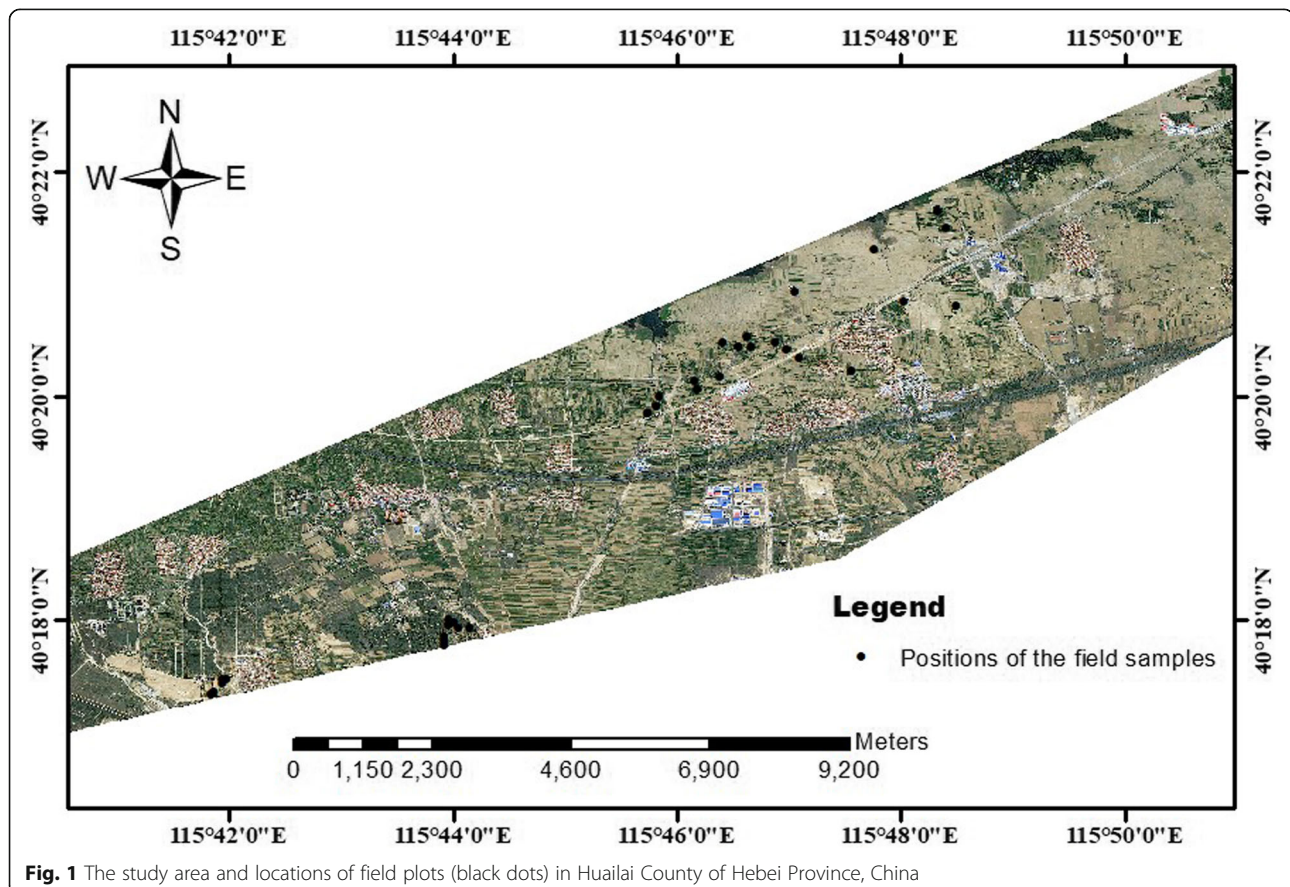 115°42'0"E 115°44'0"E 115°46'0"E 115°48'0"E 115°50'0"E
N
W E
S
40°22'0"N 40°22'0"N
40°20'0"N 40°20'0"N
40°18'0"N 40°18'0"N
Legend
Positions of the field samples
Meters
0 1,150 2,300 4,600 6,900 9,200
115°42'0"E 115°44'0"E 115°46'0"E 115°48'0"E 115°50'0"E
Fig. 1 The study area and locations of field plots (black dots) in Huailai County of Hebei Province, China